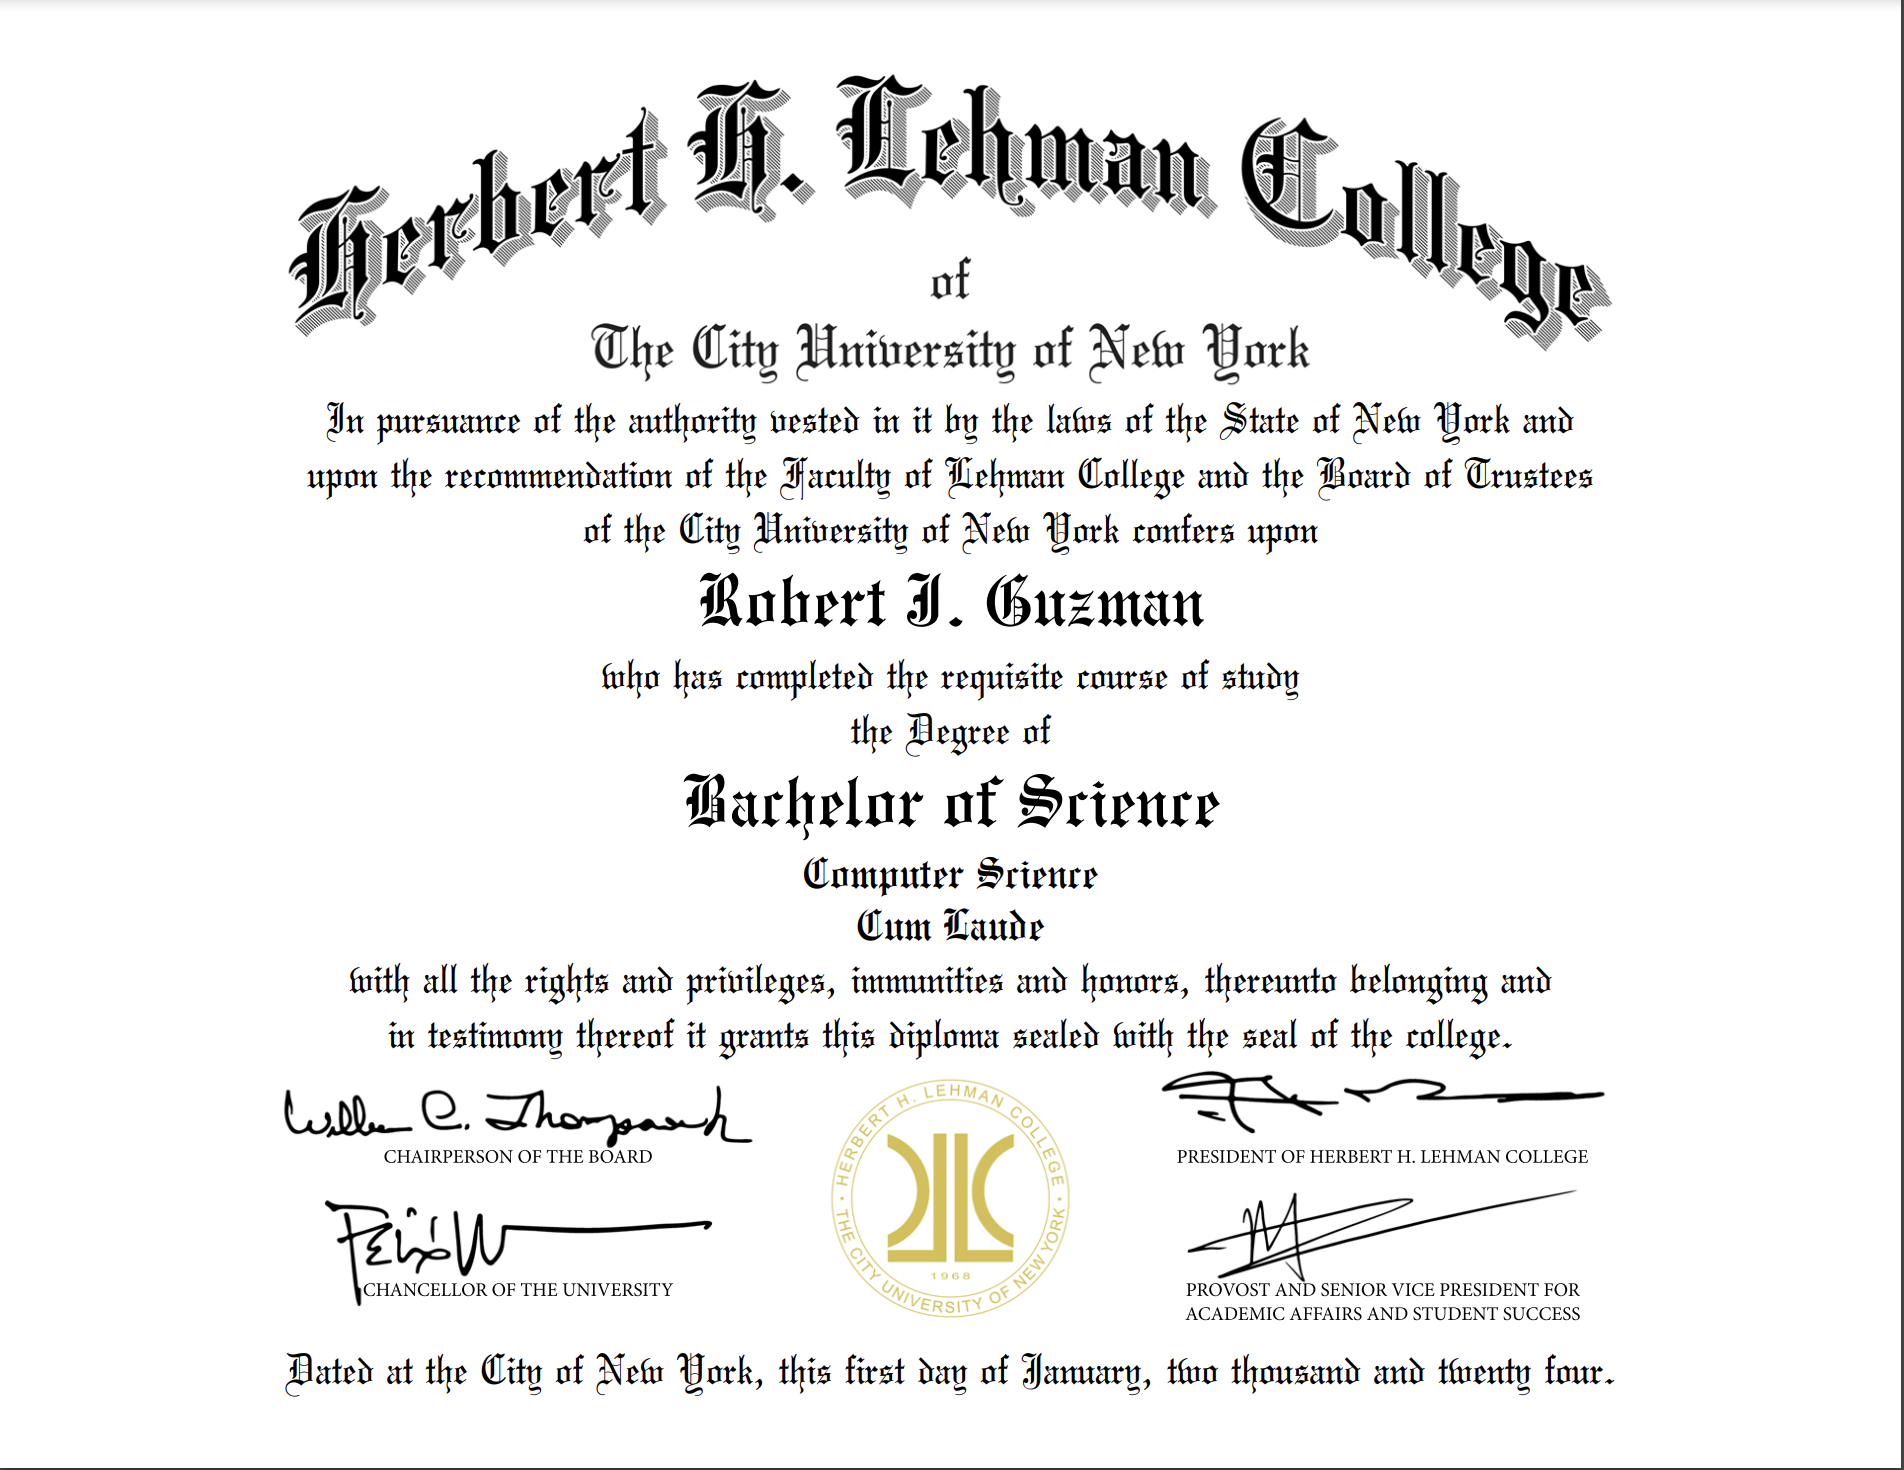 Herbert H. Lehman College
of
The City University of New York
In pursuance of the authority vested in it by the laws of the State of New York and
upon the recommendation of the Faculty of Lehman College and the Board of Trustees
of the City University of New York confers upon
Robert J. Guzman
who has completed the requisite course of study
the Degree of
Bachelor of Science
Computer Science
Cum Laude
with all the rights and privileges, immunities and honors, thereunto belonging and
in testimony thereof it grants this diploma sealed with the seal of the college.
William C. Thompson
CHAIRPERSON OF THE BOARD
CHANCELLOR OF THE UNIVERSITY
• HERBERT H. LEHMAN COLLEGE •
THE CITY UNIVERSITY OF NEW YORK
1968
PRESIDENT OF HERBERT H. LEHMAN COLLEGE
PROVOST AND SENIOR VICE PRESIDENT FOR
ACADEMIC AFFAIRS AND STUDENT SUCCESS
Dated at the City of New York, this first day of January, two thousand and twenty four.